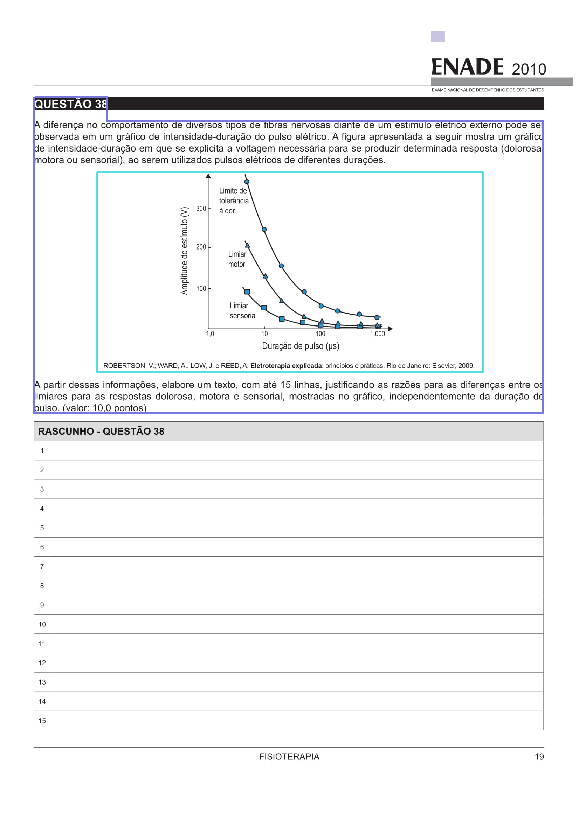 ENADE 2010
EXAME NACIONAL DE DESEMPENHO DOS ESTUDANTES
QUESTÃO 38
A diferença no comportamento de diversos tipos de fibras nervosas diante de um estímulo elétrico externo pode ser
observada em um gráfico de intensidade-duração do pulso elétrico. A figura apresentada a seguir mostra um gráfico
de intensidade-duração em que se explicita a voltagem necessária para se produzir determinada resposta (dolorosa,
motora ou sensorial), ao serem utilizados pulsos elétricos de diferentes durações.
Amplitude do estímulo (V)
300
200
100
Limite de
tolerância
à dor
Limiar
motor
Limiar
sensorial
1,0 10 100 1 000
Duração de pulso (µs)
ROBERTSON, V.; WARD, A.; LOW, J. e REED, A. Eletroterapia explicada: princípios e práticas. Rio de Janeiro: Elsevier, 2009.
A partir dessas informações, elabore um texto, com até 15 linhas, justificando as razões para as diferenças entre os
limiares para as respostas dolorosa, motora e sensorial, mostradas no gráfico, independentemente da duração do
pulso. (valor: 10,0 pontos)
RASCUNHO - QUESTÃO 38
1
2
3
4
5
6
7
8
9
10
11
12
13
14
15
FISIOTERAPIA 19